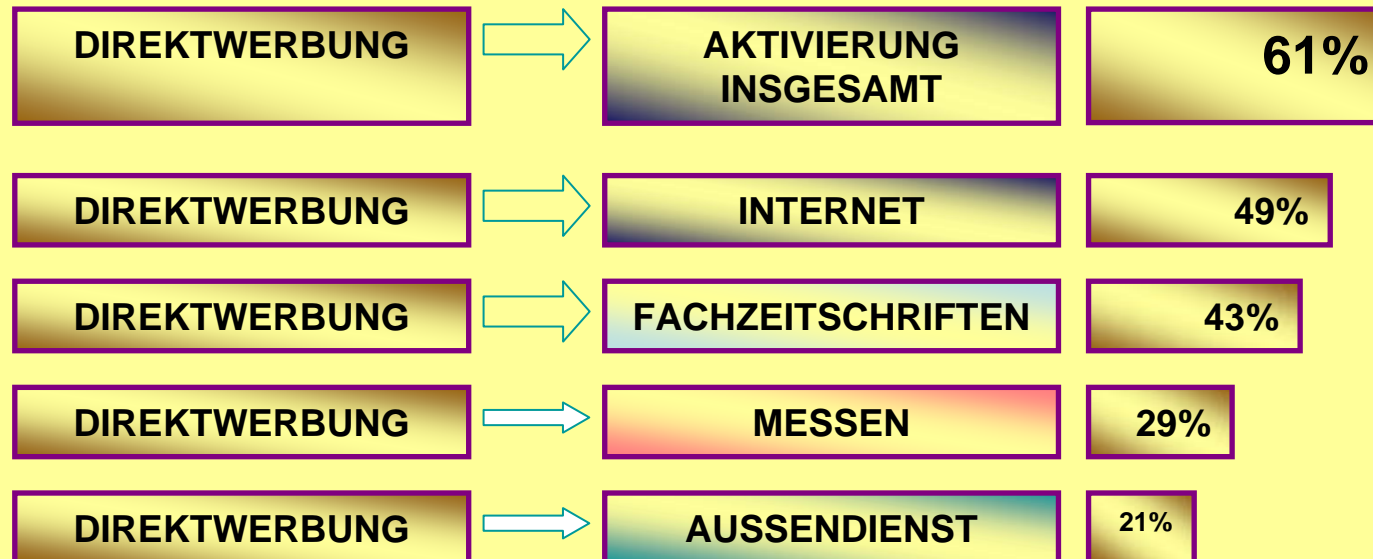 DIREKTWERBUNG AKTIVIERUNG 61%
INSGESAMT
DIREKTWERBUNG INTERNET 49%
DIREKTWERBUNG FACHZEITSCHRIFTEN 43%
DIREKTWERBUNG MESSEN 29%
DIREKTWERBUNG AUSSENDIENST 21%